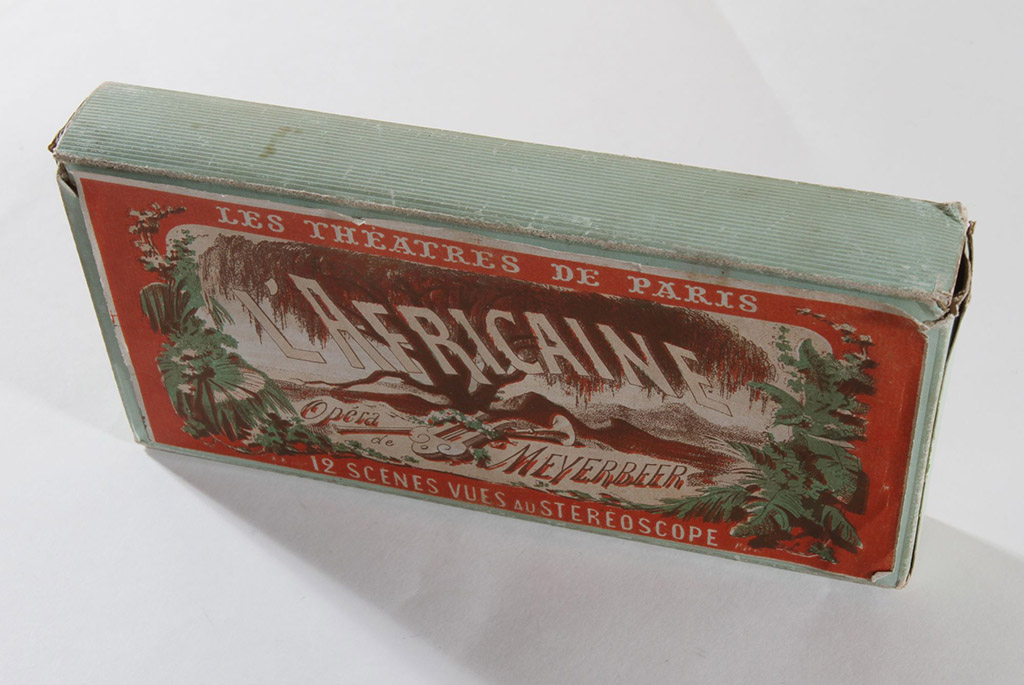 LES THÉATRES DE PARIS
L'AFRICAINE
Opéra
de
MEYERBEER
12 SCENES VUES AU STEREOSCOPE